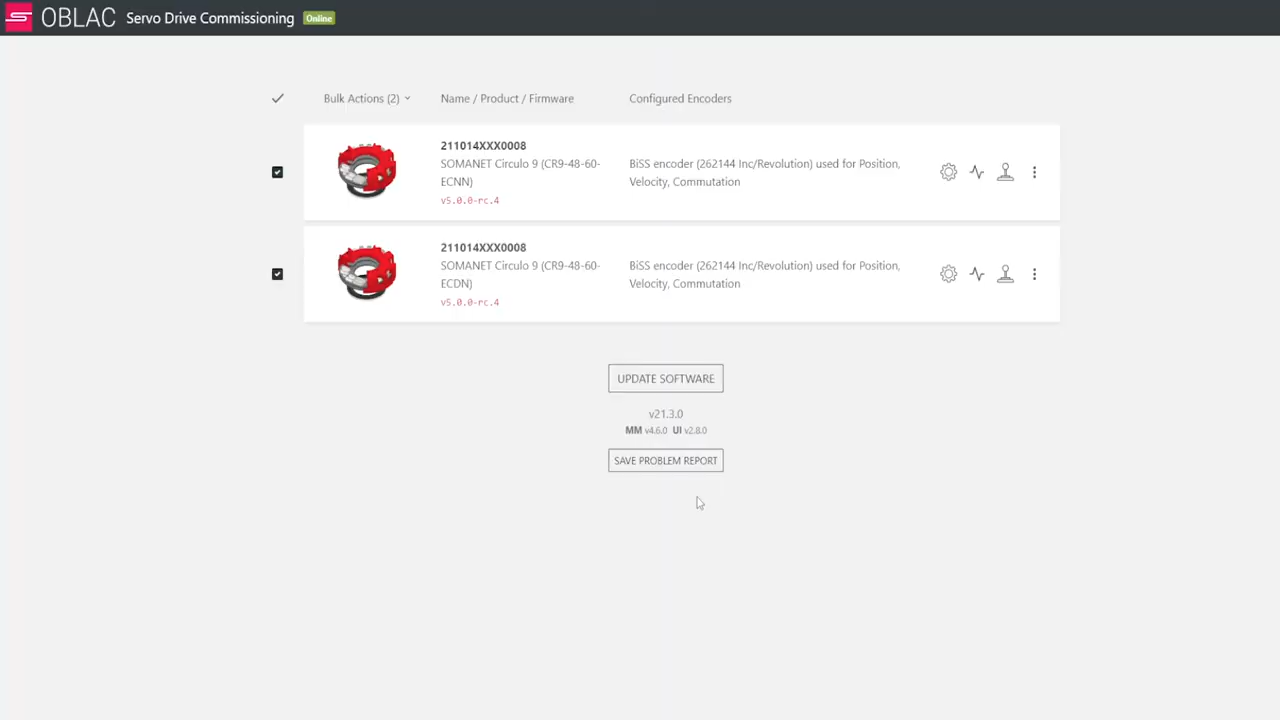 OBLAC Servo Drive Commissioning Online
Bulk Actions (2) Name / Product / Firmware Configured Encoders
211014XXX0008
SOMANET Circulo 9 (CR9-48-60-
ECNN)
v5.0.0-rc.4
BiSS encoder (262144 Inc/Revolution) used for Position,
Velocity, Commutation
211014XXX0008
SOMANET Circulo 9 (CR9-48-60-
ECDN)
v5.0.0-rc.4
BiSS encoder (262144 Inc/Revolution) used for Position,
Velocity, Commutation
UPDATE SOFTWARE
v21.3.0
MM v4.6.0 UI v2.8.0
SAVE PROBLEM REPORT